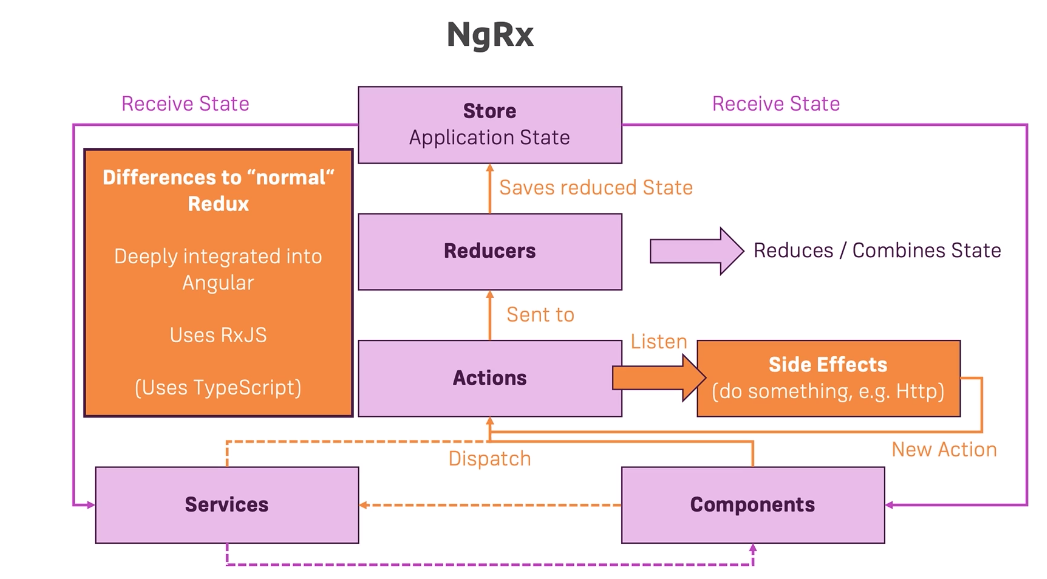 NgRx
Receive State
Store
Application State
Receive State
Differences to “normal“
Redux
Deeply integrated into
Angular
Uses RxJS
(Uses TypeScript)
Saves reduced State
Reducers
Reduces / Combines State
Sent to
Actions
Listen
Side Effects
(do something, e.g. Http)
New Action
Dispatch
Services
Components